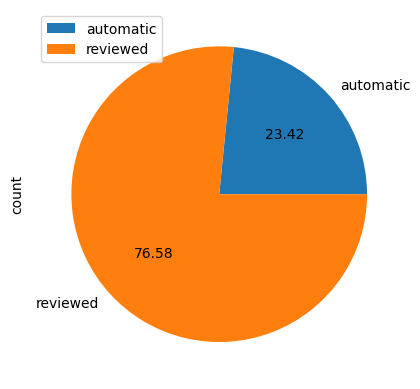 automatic
reviewed
automatic
23.42
count
76.58
reviewed